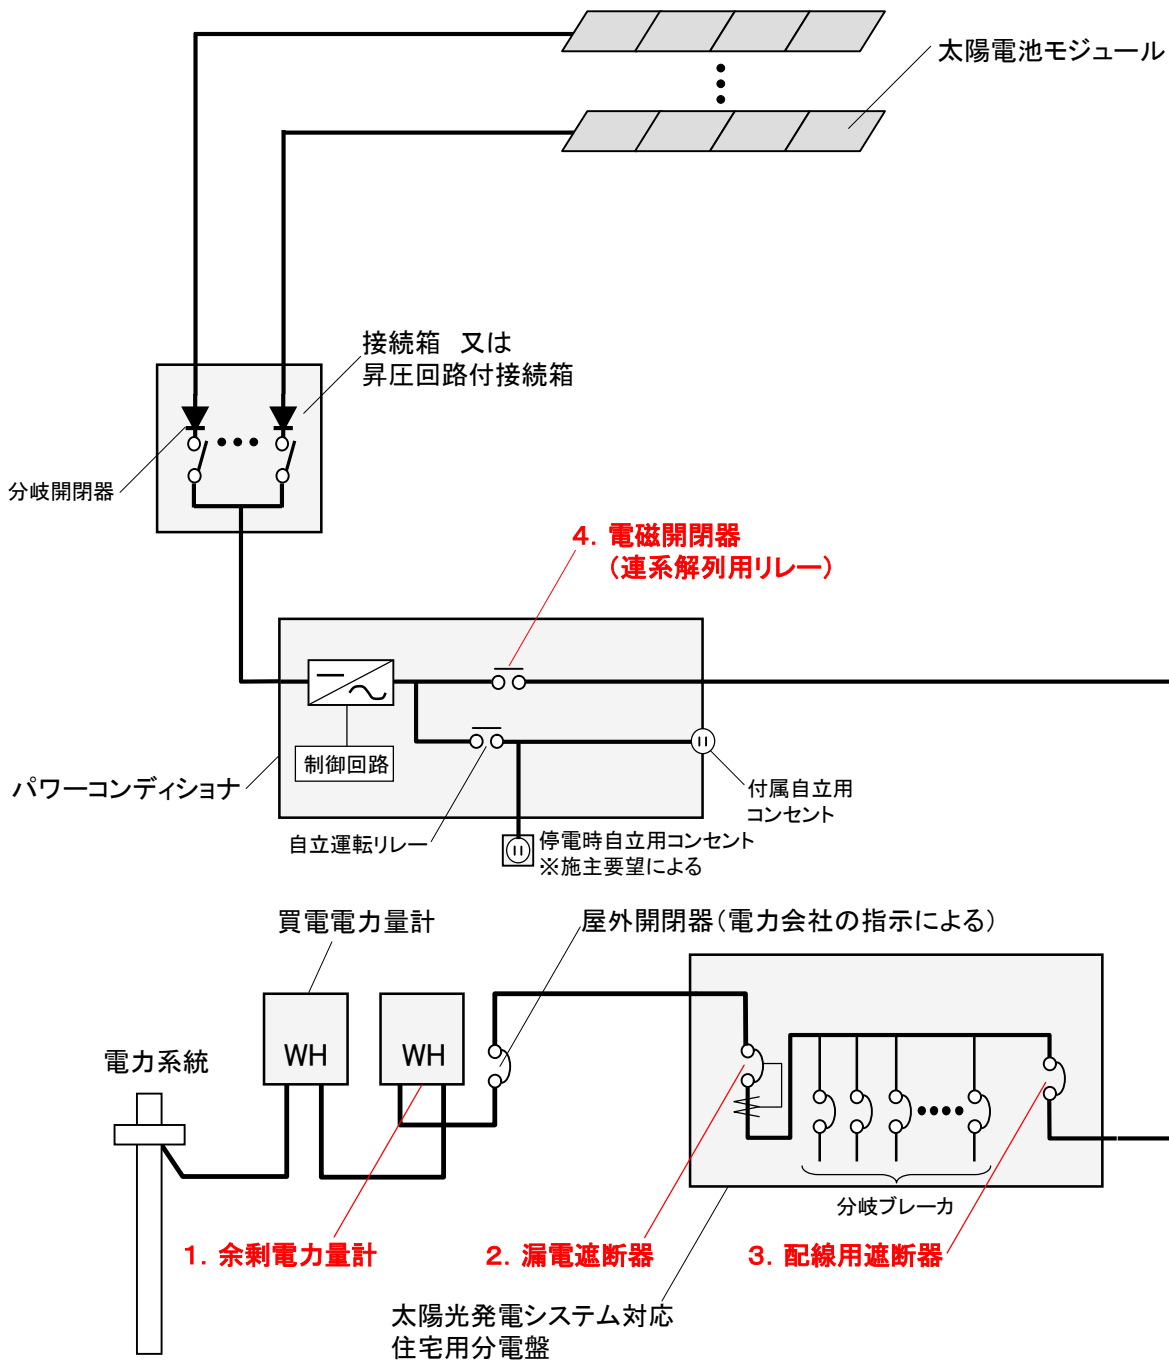 太陽電池モジュール
接続箱　又は
昇圧回路付接続箱
分岐開閉器
4．電磁開閉器
（連系解列用リレー）
制御回路
パワーコンディショナ
付属自立用
コンセント
自立運転リレー
停電時自立用コンセント
※施主要望による
買電電力量計
屋外開閉器（電力会社の指示による）
WH
WH
電力系統
分岐ブレーカ
1．余剰電力量計
2．漏電遮断器
3．配線用遮断器
太陽光発電システム対応
住宅用分電盤